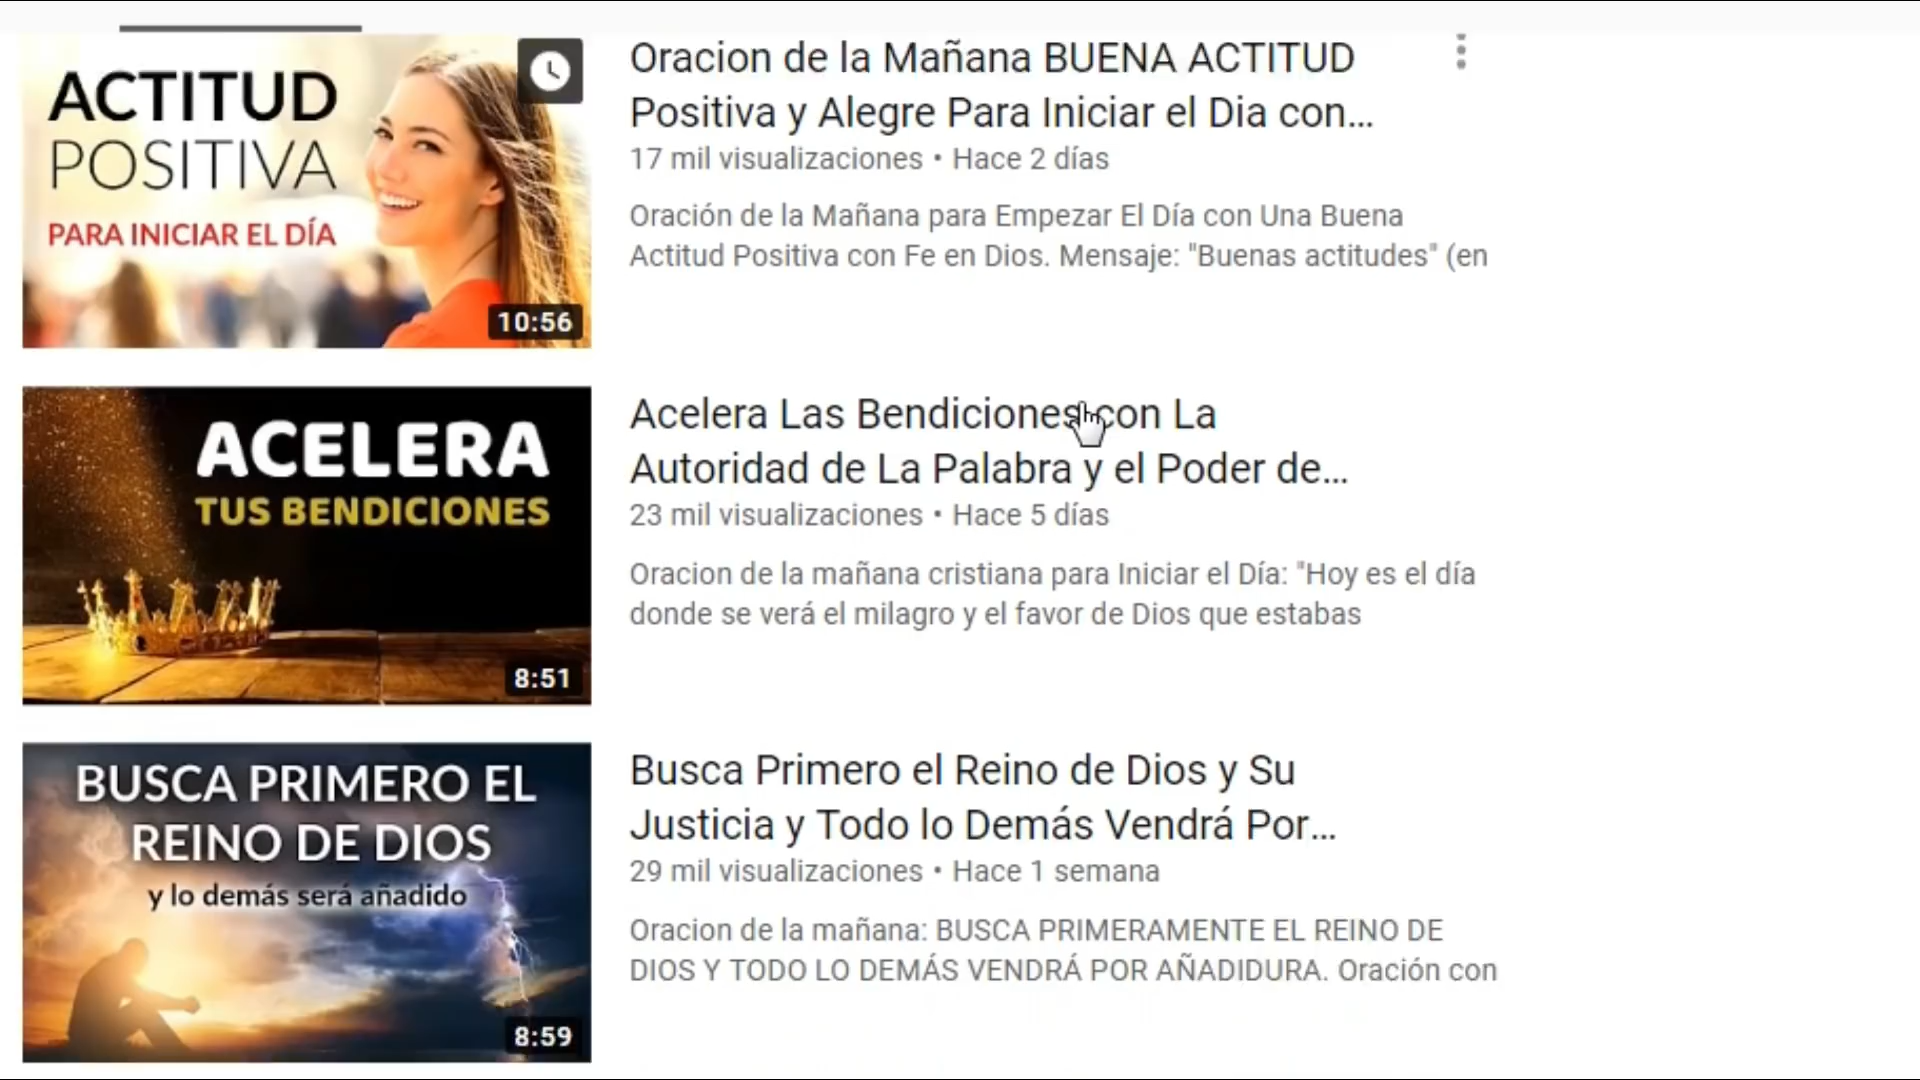 ACTITUD
POSITIVA
PARA INICIAR EL DÍA
10:56
Oracion de la Mañana BUENA ACTITUD
Positiva y Alegre Para Iniciar el Dia con...
17 mil visualizaciones • Hace 2 días
Oración de la Mañana para Empezar El Día con Una Buena
Actitud Positiva con Fe en Dios. Mensaje: "Buenas actitudes" (en
ACELERA
TUS BENDICIONES
8:51
Acelera Las Bendiciones con La
Autoridad de La Palabra y el Poder de...
23 mil visualizaciones • Hace 5 días
Oracion de la mañana cristiana para Iniciar el Día: "Hoy es el día
donde se verá el milagro y el favor de Dios que estabas
BUSCA PRIMERO EL
REINO DE DIOS
y lo demás será añadido
8:59
Busca Primero el Reino de Dios y Su
Justicia y Todo lo Demás Vendrá Por...
29 mil visualizaciones • Hace 1 semana
Oracion de la mañana: BUSCA PRIMERAMENTE EL REINO DE
DIOS Y TODO LO DEMÁS VENDRÁ POR AÑADIDURA. Oración con